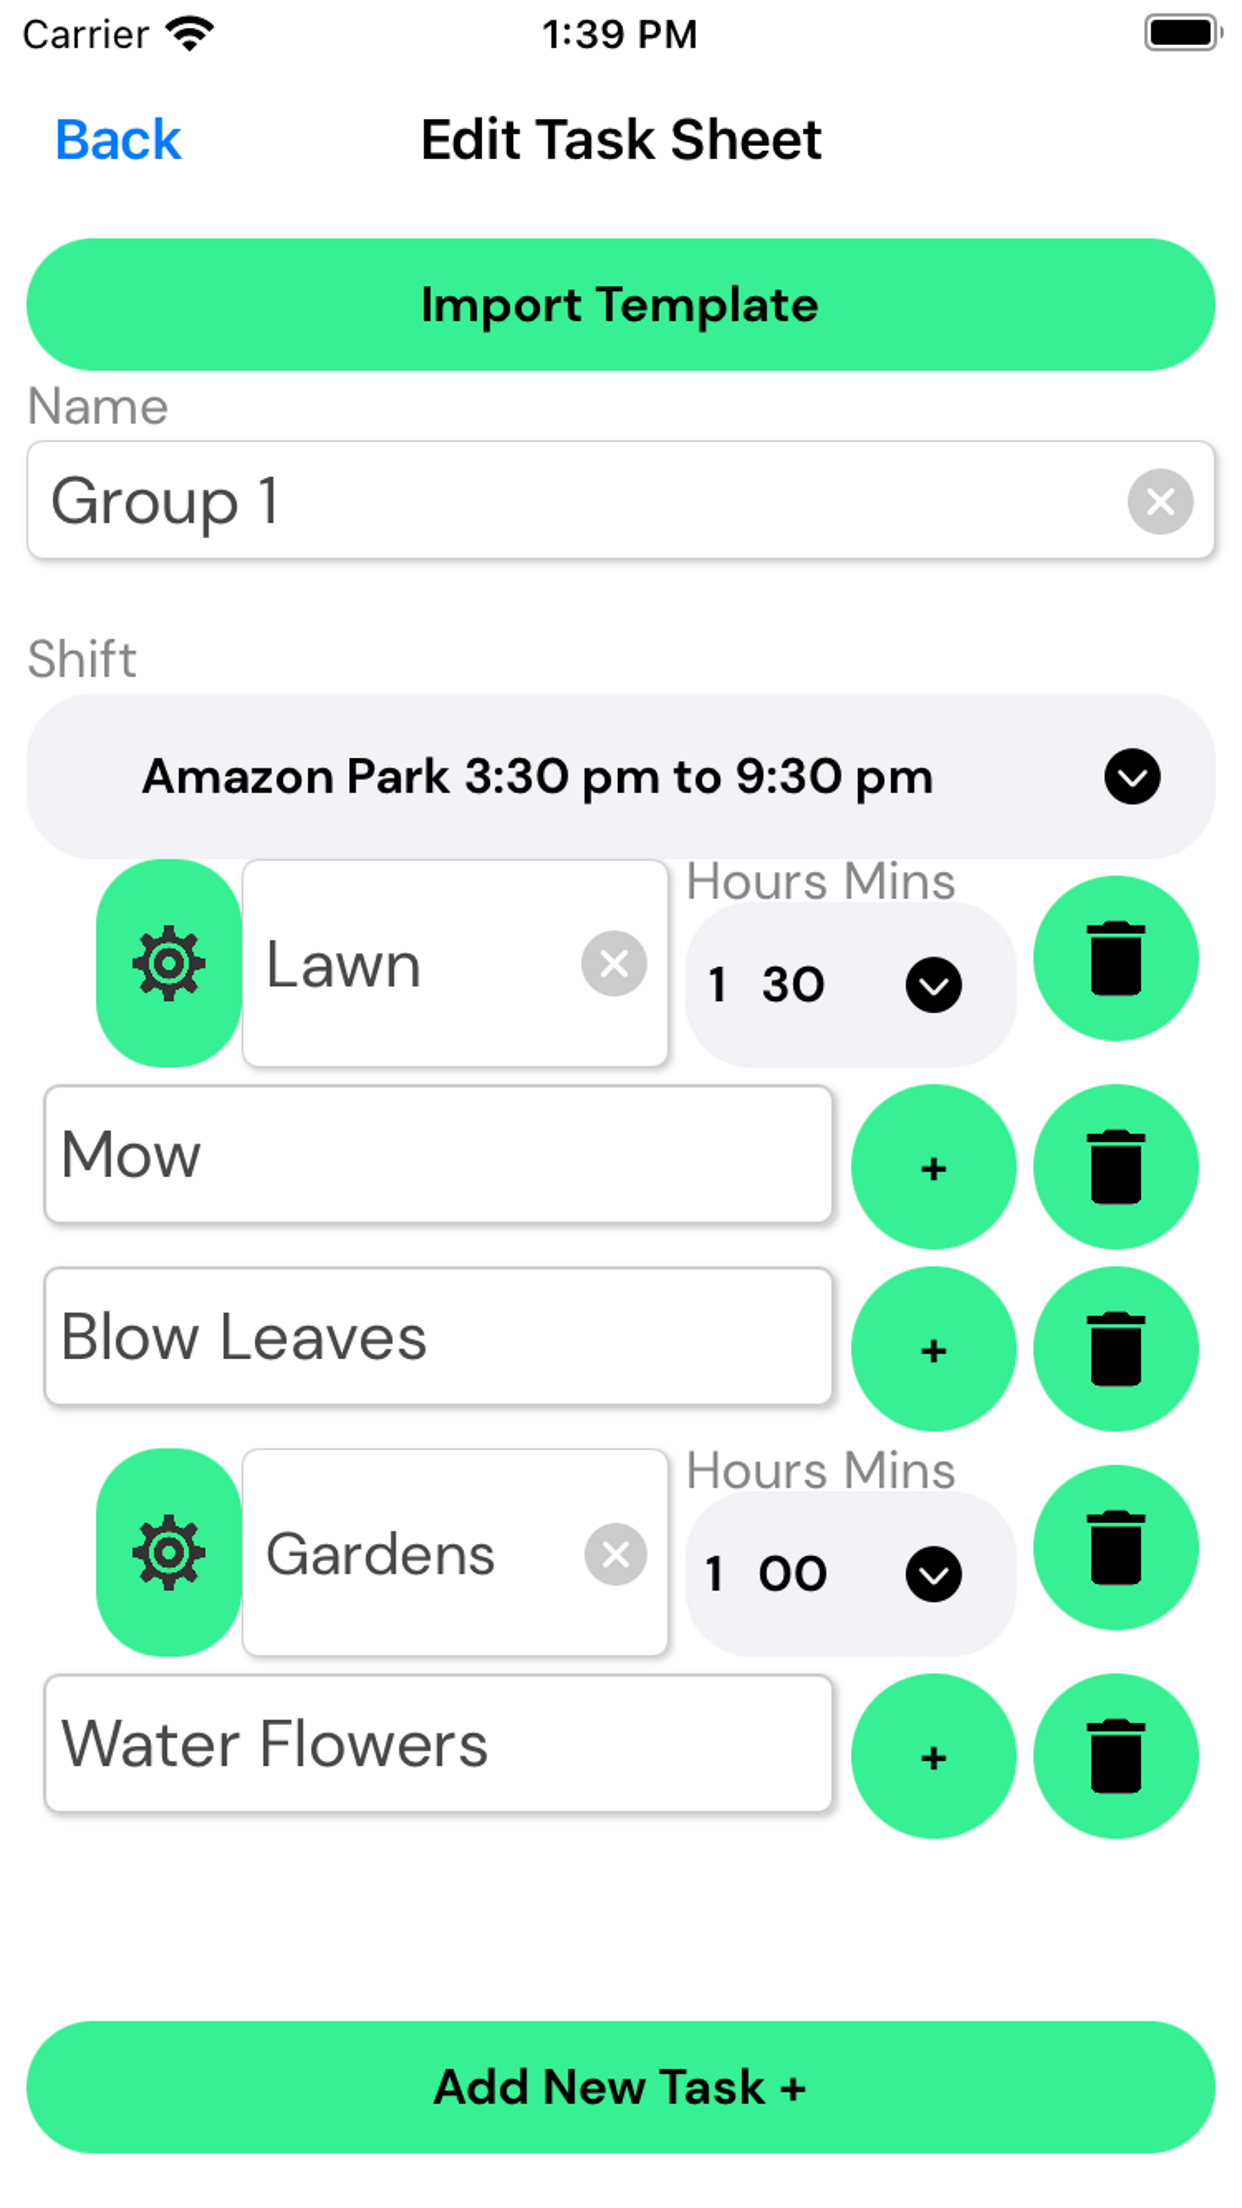 Carrier 1:39 PM
Back Edit Task Sheet
Import Template
Name
Group 1
Shift
Amazon Park 3:30 pm to 9:30 pm
Hours Mins
Lawn 1 30
Mow +
Blow Leaves +
Hours Mins
Gardens 1 00
Water Flowers +
Add New Task +